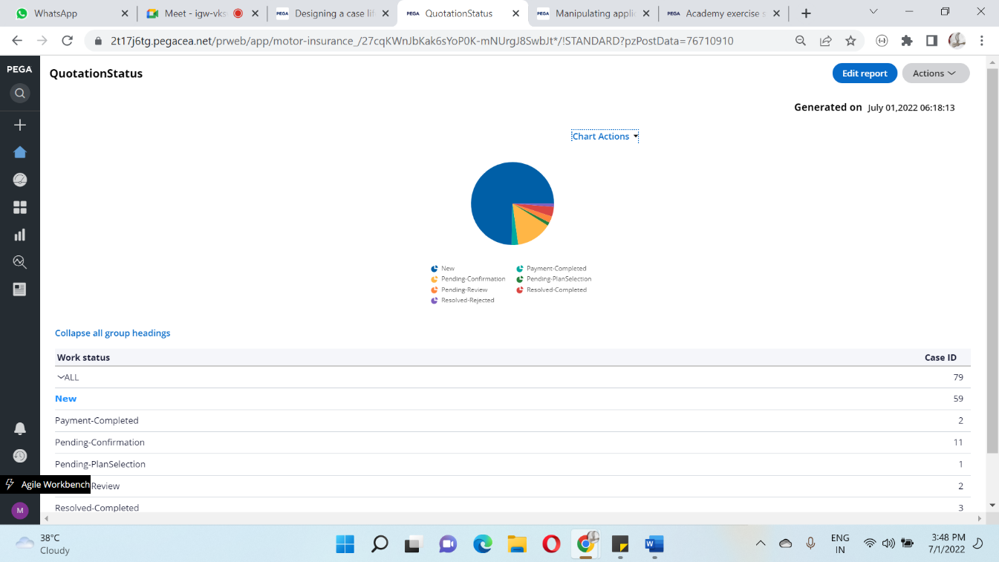 WhatsApp
Meet - igw-vks
PEGA Designing a case lif
PEGA QuotationStatus
PEGA Manipulating applic
PEGA Academy exercise s
2t17j6tg.pegacea.net/prweb/app/motor-insurance_/27cqKWnJbKak6sYoP0K-mNUrgJ8SwbJt*/!STANDARD?pzPostData=76710910
PEGA
QuotationStatus
Edit report
Actions
Generated on July 01,2022 06:18:13
Chart Actions
New
Payment-Completed
Pending-Confirmation
Pending-PlanSelection
Pending-Review
Resolved-Completed
Resolved-Rejected
Collapse all group headings
Work status Case ID
ALL 79
New 59
Payment-Completed 2
Pending-Confirmation 11
Pending-PlanSelection 1
Agile Workbench Review 2
Resolved-Completed 3
M
38°C
Cloudy
ENG
IN
3:48 PM
7/1/2022